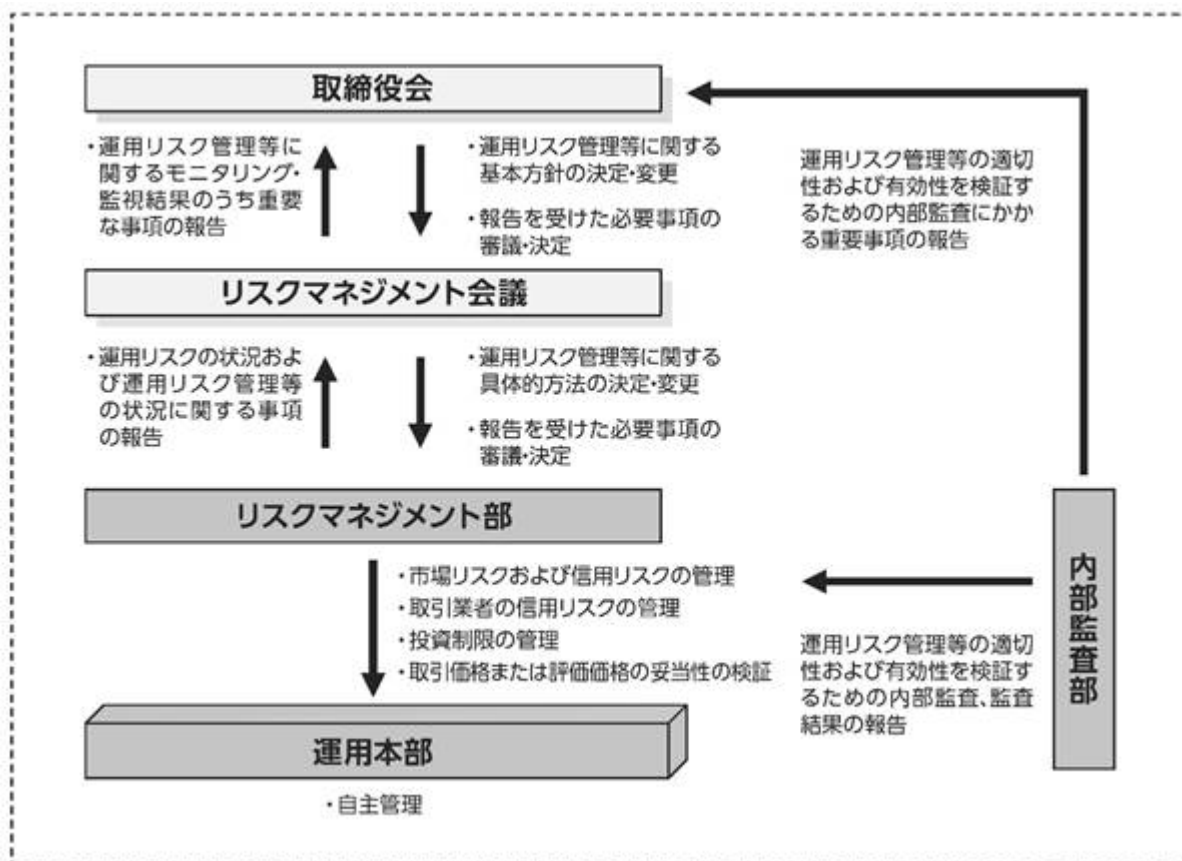 取締役会
・運用リスク管理等に
関するモニタリング・
監視結果のうち重要
な事項の報告
・運用リスク管理等に関する
基本方針の決定・変更
・報告を受けた必要事項の
審議・決定
運用リスク管理等の適切
性および有効性を検証す
るための内部監査にかか
る重要事項の報告
リスクマネジメント会議
・運用リスクの状況およ
び運用リスク管理等
の状況に関する事項
の報告
・運用リスク管理等に関する
具体的方法の決定・変更
・報告を受けた必要事項の
審議・決定
リスクマネジメント部
・市場リスクおよび信用リスクの管理
・取引業者の信用リスクの管理
・投資制限の管理
・取引価格または評価価格の妥当性の検証
運用リスク管理等の適切
性および有効性を検証す
るための内部監査、監査
結果の報告
内部監査部
運用本部
・自主管理